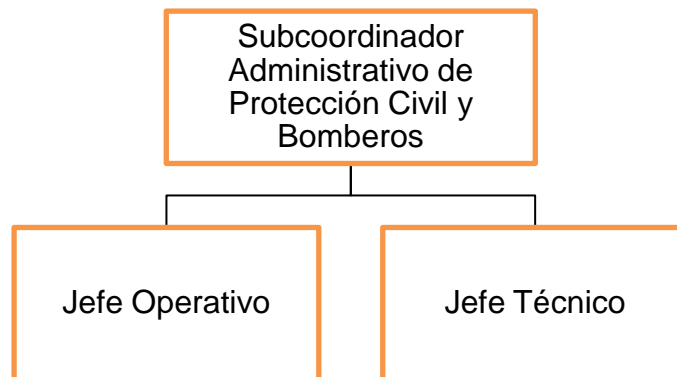 Subcoordinador
Administrativo de
Protección Civil y
Bomberos
Jefe Operativo
Jefe Técnico